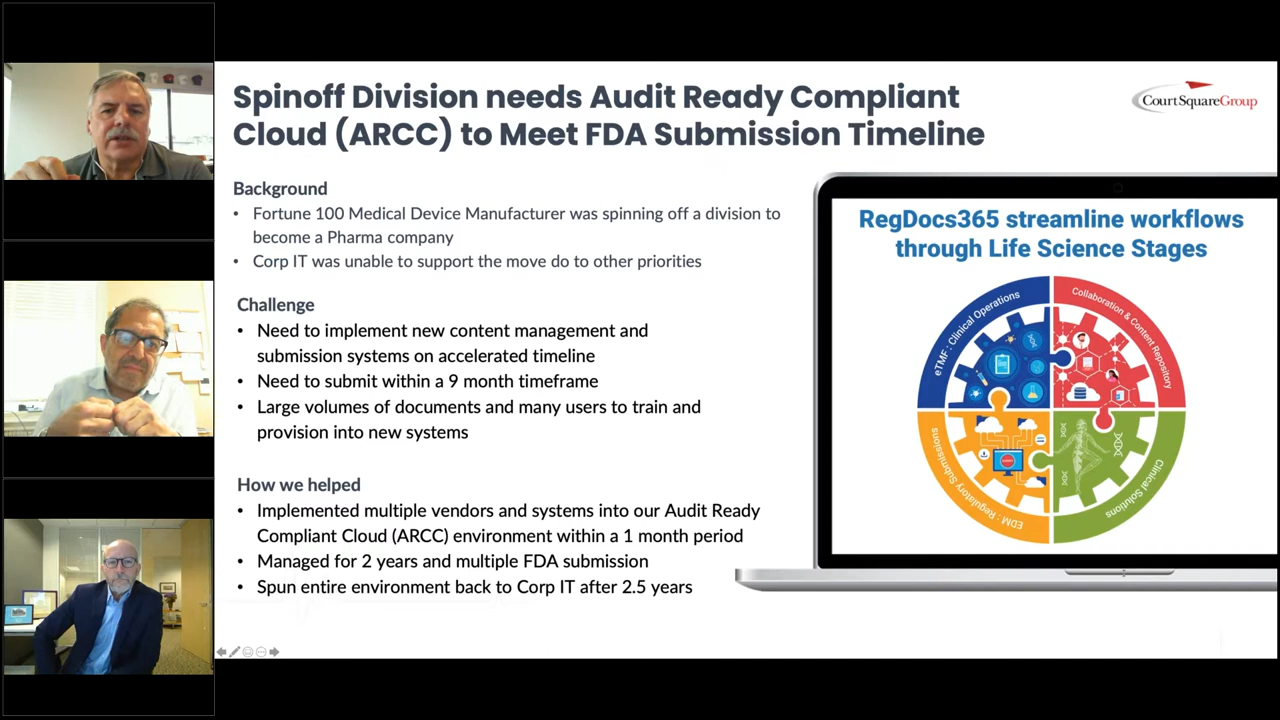 Spinoff Division needs Audit Ready Compliant
Cloud (ARCC) to Meet FDA Submission Timeline
CourtSquareGroup
Background
• Fortune 100 Medical Device Manufacturer was spinning off a division to
become a Pharma company
• Corp IT was unable to support the move do to other priorities
Challenge
• Need to implement new content management and
submission systems on accelerated timeline
• Need to submit within a 9 month timeframe
• Large volumes of documents and many users to train and
provision into new systems
How we helped
• Implemented multiple vendors and systems into our Audit Ready
Compliant Cloud (ARCC) environment within a 1 month period
• Managed for 2 years and multiple FDA submission
• Spun entire environment back to Corp IT after 2.5 years
RegDocs365 streamline workflows
through Life Science Stages
eTMF : Clinical Operations
Collaboration & Content Repository
EDM : Regulatory Submissions
Clinical Solutions